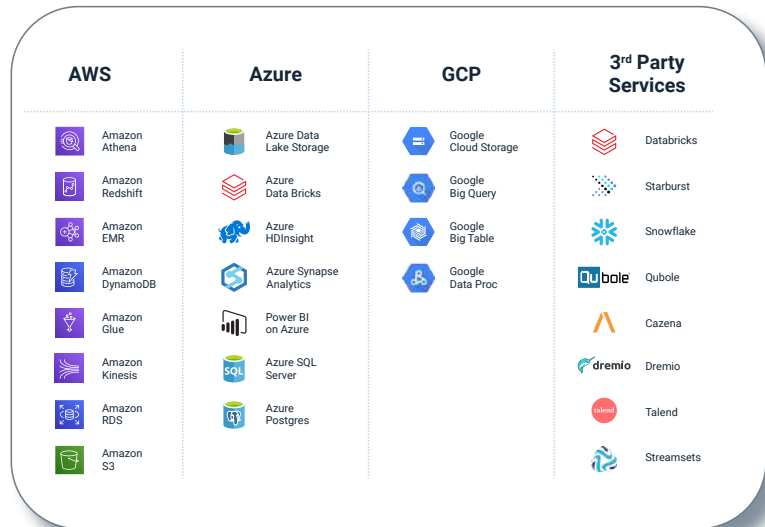 AWS
Azure
GCP
3rd Party
Services
Amazon
Athena
Amazon
Redshift
Amazon
EMR
Amazon
DynamoDB
Amazon
Glue
Amazon
Kinesis
Amazon
RDS
Amazon
S3
Azure Data
Lake Storage
Azure
Data Bricks
Azure
HDInsight
Azure Synapse
Analytics
Power BI
on Azure
SQL
Azure SQL
Server
Azure
Postgres
Google
Cloud Storage
Google
Big Query
Google
Big Table
Google
Data Proc
Databricks
Starburst
Snowflake
Qubole
Qubole
Cazena
dremio
Dremio
talend
Talend
Streamsets